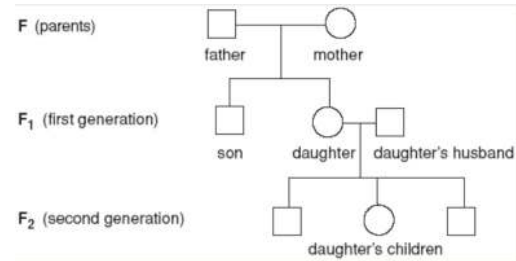 F (parents)
father mother
F1 (first generation)
son daughter daughter's husband
F2 (second generation)
daughter's children